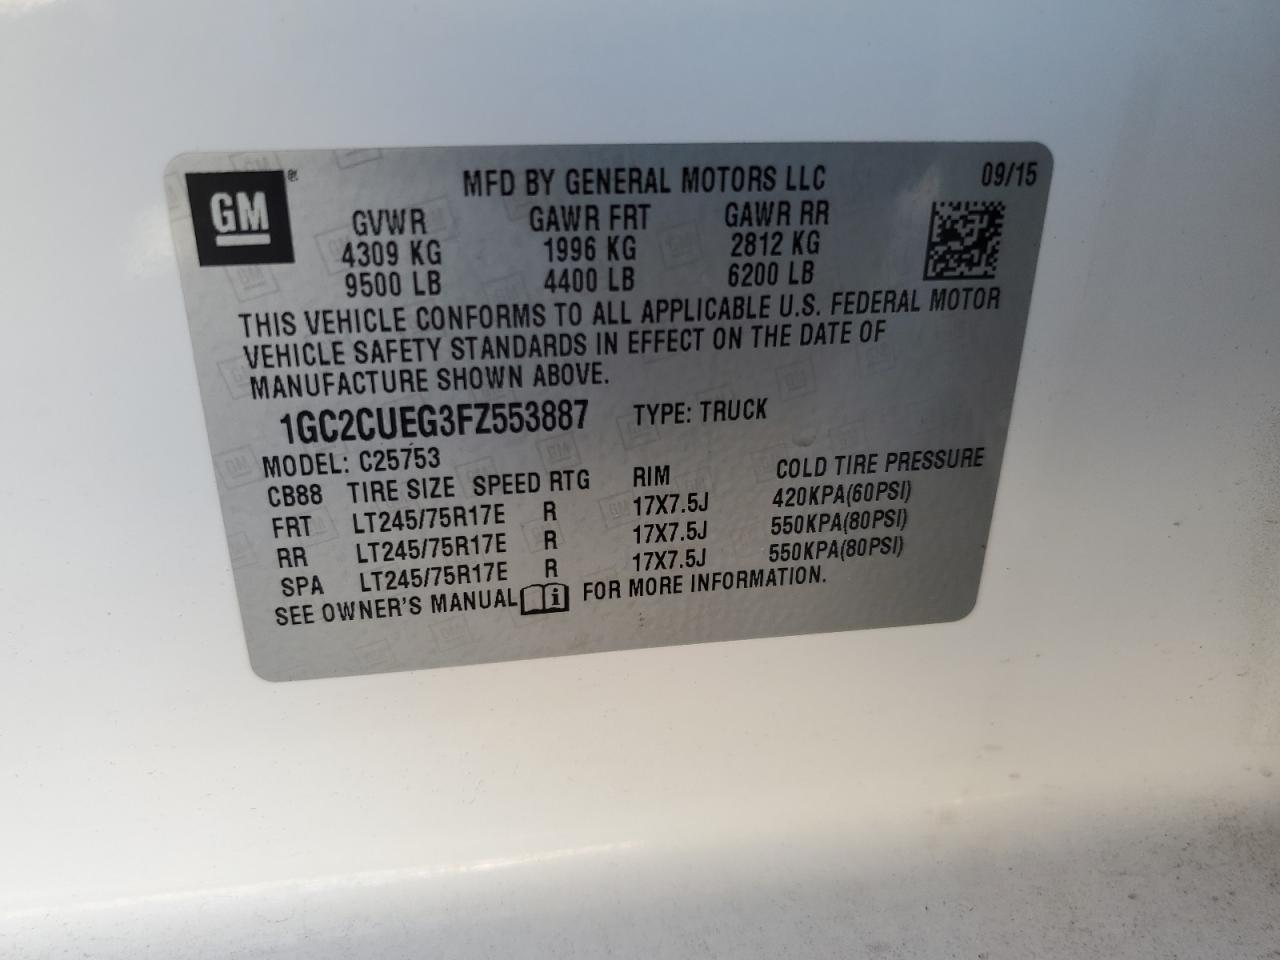 GM
MFD BY GENERAL MOTORS LLC 09/15
GVWR GAWR FRT GAWR RR
4309 KG 1996 KG 2812 KG
9500 LB 4400 LB 6200 LB
THIS VEHICLE CONFORMS TO ALL APPLICABLE U.S. FEDERAL MOTOR
VEHICLE SAFETY STANDARDS IN EFFECT ON THE DATE OF
MANUFACTURE SHOWN ABOVE.
1GC2CUEG3FZ553887 TYPE: TRUCK
MODEL: C25753
CB88 TIRE SIZE SPEED RTG RIM COLD TIRE PRESSURE
FRT LT245/75R17E R 17X7.5J 420KPA(60PSI)
RR LT245/75R17E R 17X7.5J 550KPA(80PSI)
SPA LT245/75R17E R 17X7.5J 550KPA(80PSI)
SEE OWNER'S MANUAL i FOR MORE INFORMATION.